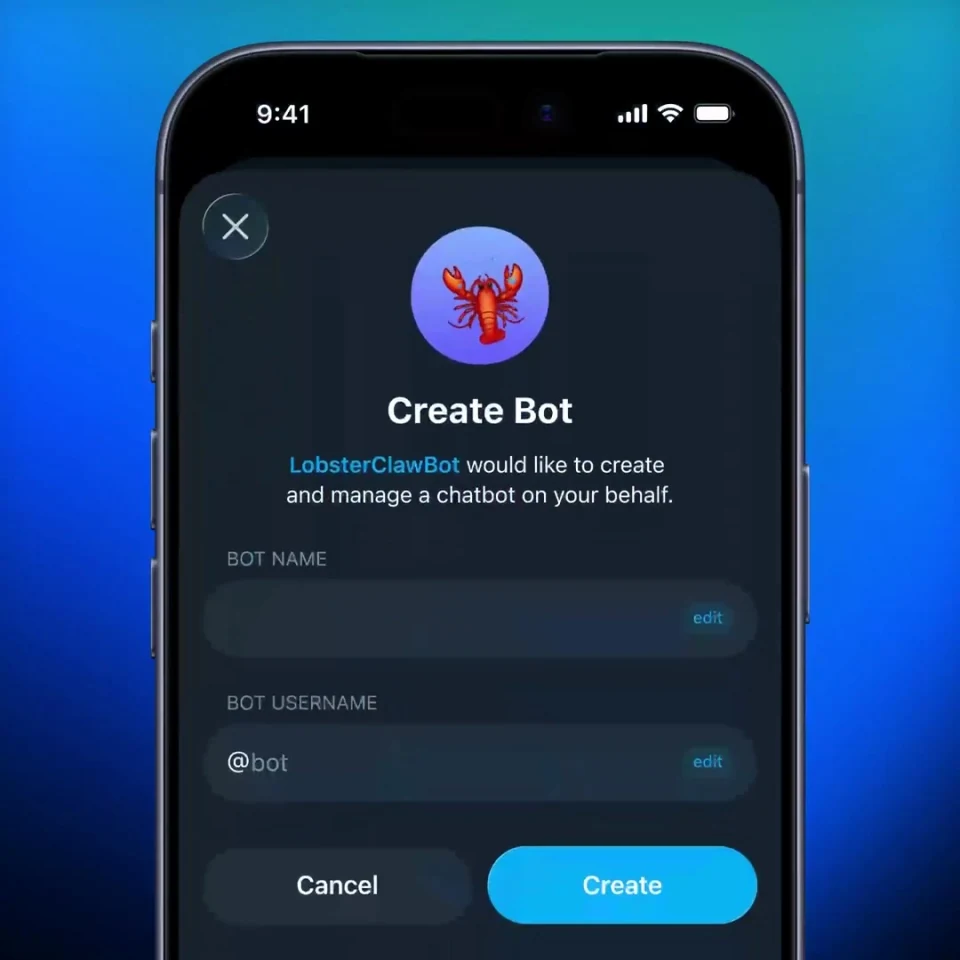 9:41
Create Bot
LobsterClawBot would like to create
and manage a chatbot on your behalf.
BOT NAME
edit
BOT USERNAME
@bot
edit
Cancel
Create